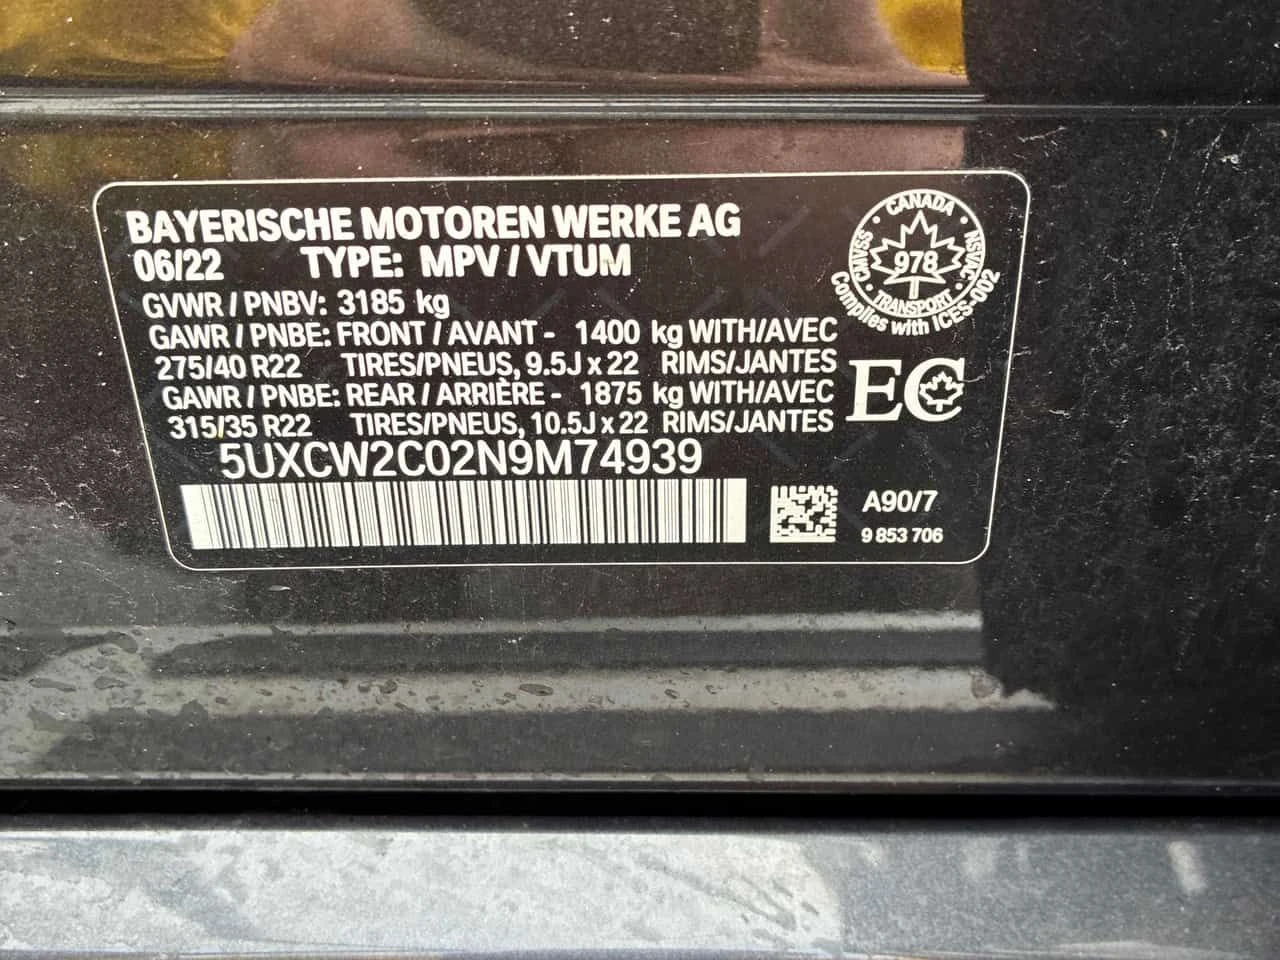 BAYERISCHE MOTOREN WERKE AG
06/22 TYPE: MPV / VTUM
GVWR / PNBV: 3185 kg
GAWR / PNBE: FRONT / AVANT - 1400 kg WITH/AVEC
275/40 R22 TIRES/PNEUS, 9.5J x 22 RIMS/JANTES
GAWR / PNBE: REAR / ARRIÈRE - 1875 kg WITH/AVEC
315/35 R22 TIRES/PNEUS, 10.5J x 22 RIMS/JANTES
5UXCW2C02N9M74939
CANADA
CMVSS
978
NSVAC
TRANSPORT
Complies with ICES-002
EC
A90/7
9 853 706